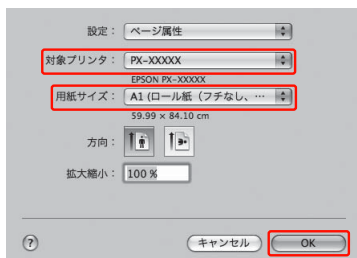 設定： ページ属性
対象プリンタ： PX-XXXXX
EPSON PX-XXXXX
用紙サイズ： A1 (ロール紙（フチなし、…
59.99 × 84.10 cm
方向：
拡大縮小： 100 %
? キャンセル OK